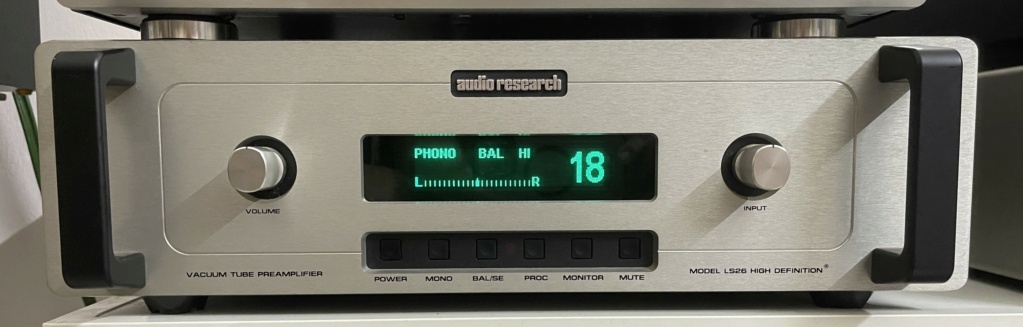 audio research
PHONO BAL HI 18
L R
VOLUME
INPUT
POWER MONO BAL/SE PROC MONITOR MUTE
VACUUM TUBE PREAMPLIFIER
MODEL LS26 HIGH DEFINITION®